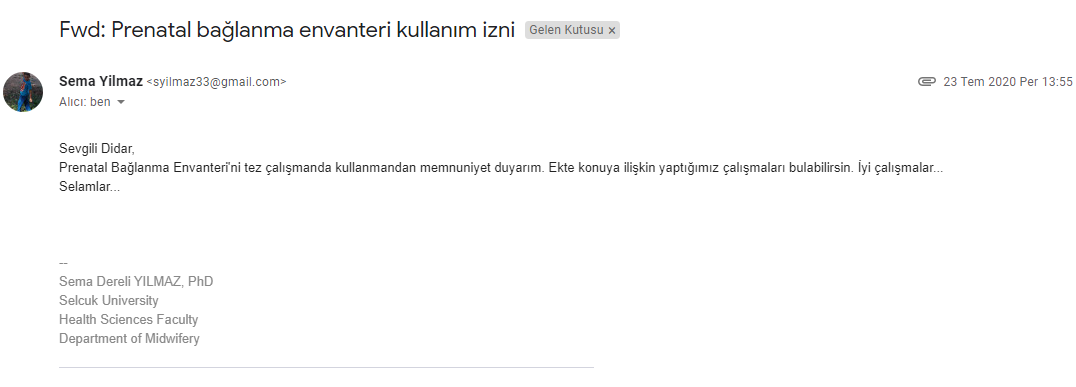 Fwd: Prenatal bağlanma envanteri kullanım izni Gelen Kutusu ×
Sema Yilmaz <syilmaz33@gmail.com> 23 Tem 2020 Per 13:55
Alıcı: ben
Sevgili Didar,
Prenatal Bağlanma Envanteri'ni tez çalışmanda kullanmandan memnuniyet duyarım. Ekte konuya ilişkin yaptığımız çalışmaları bulabilirsin. İyi çalışmalar...
Selamlar...
--
Sema Dereli YILMAZ, PhD
Selcuk University
Health Sciences Faculty
Department of Midwifery